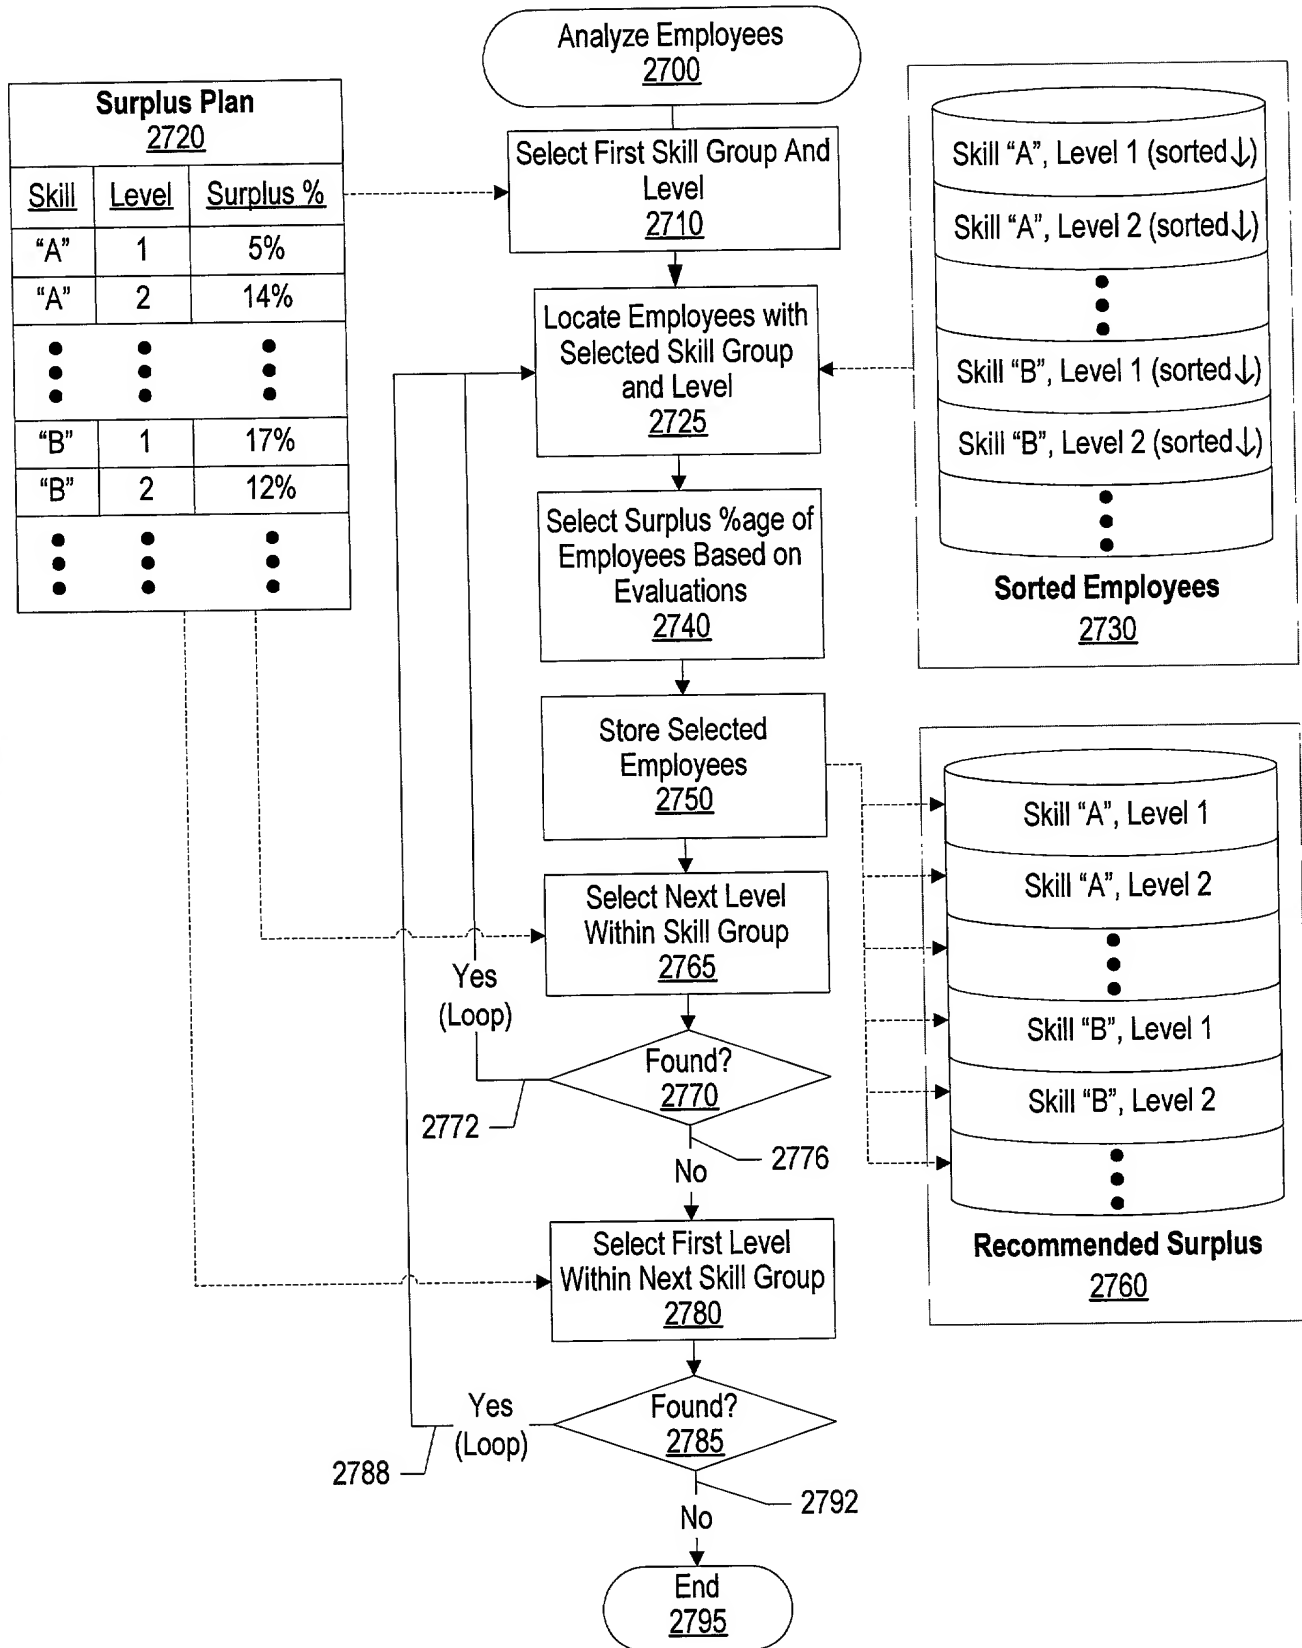 Analyze Employees
2700
Surplus Plan
2720
Skill Level Surplus %
“A” 1 5%
“A” 2 14%
“B” 1 17%
“B” 2 12%
Select First Skill Group And
Level
2710
Locate Employees with
Selected Skill Group
and Level
2725
Skill “A”, Level 1 (sorted↓)
Skill “A”, Level 2 (sorted↓)
Skill “B”, Level 1 (sorted↓)
Skill “B”, Level 2 (sorted↓)
Sorted Employees
2730
Select Surplus %age of
Employees Based on
Evaluations
2740
Store Selected
Employees
2750
Skill “A”, Level 1
Skill “A”, Level 2
Skill “B”, Level 1
Skill “B”, Level 2
Recommended Surplus
2760
Select Next Level
Within Skill Group
2765
Yes
(Loop)
Found?
2770
2772
2776
No
Select First Level
Within Next Skill Group
2780
Yes
(Loop)
Found?
2785
2788
2792
No
End
2795